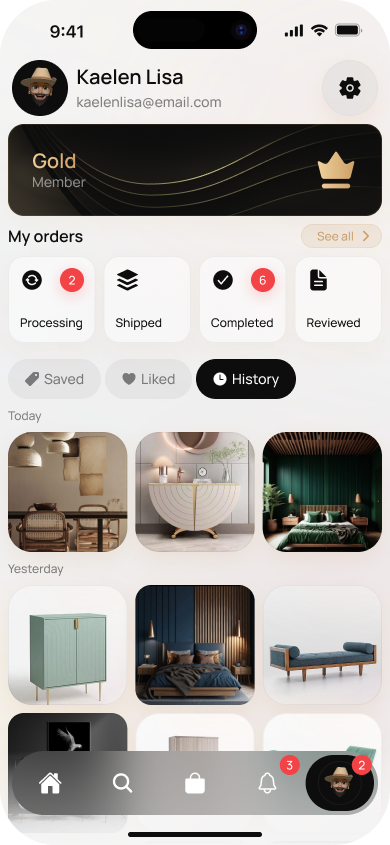 9:41
Kaelen Lisa
kaelenlisa@email.com
Gold
Member
My orders
See all
2
6
Processing
Shipped
Completed
Reviewed
Saved
Liked
History
Today
Yesterday
3
2